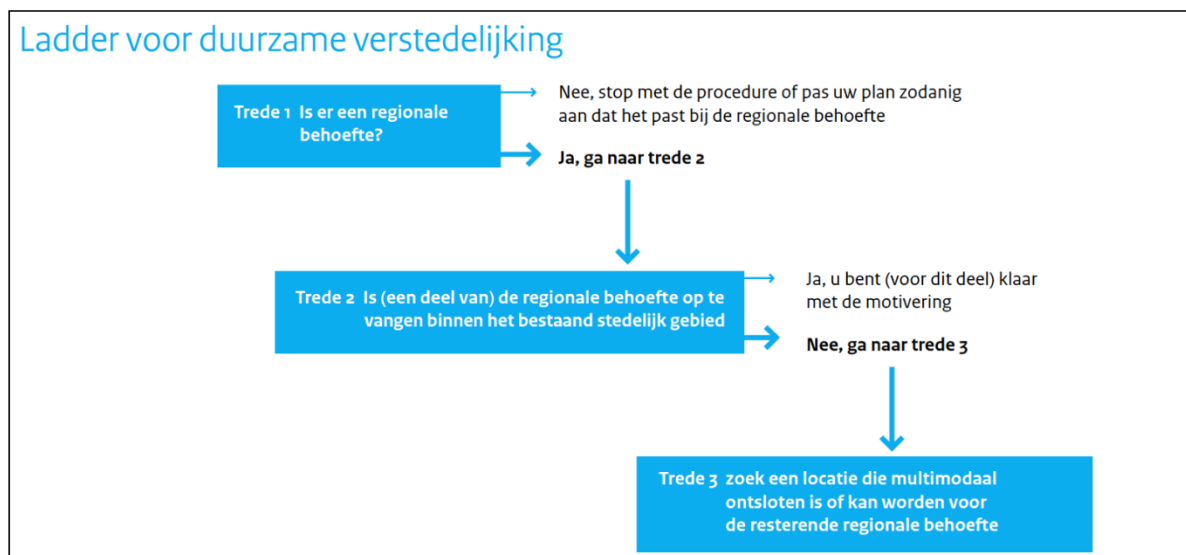 Ladder voor duurzame verstedelijking
Trede 1 Is er een regionale
behoefte?
Nee, stop met de procedure of pas uw plan zodanig
aan dat het past bij de regionale behoefte
Ja, ga naar trede 2
Trede 2 Is (een deel van) de regionale behoefte op te
vangen binnen het bestaand stedelijk gebied
Ja, u bent (voor dit deel) klaar
met de motivering
Nee, ga naar trede 3
Trede 3 zoek een locatie die multimodaal
ontsloten is of kan worden voor
de resterende regionale behoefte